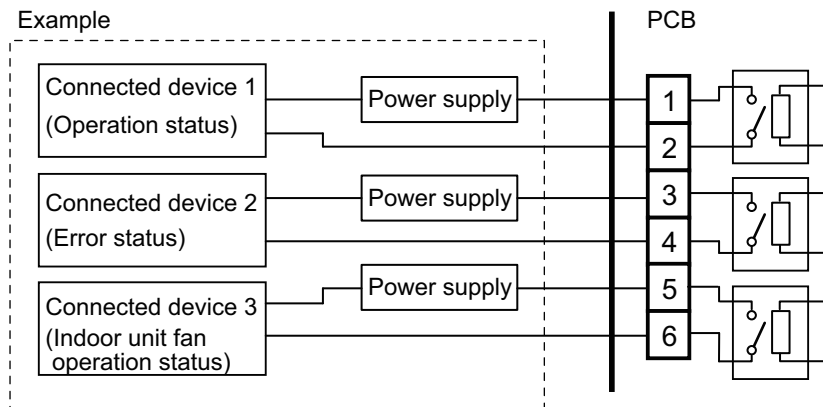 Example
PCB
Connected device 1
(Operation status)
Power supply
1
2
Connected device 2
(Error status)
Power supply
3
4
Connected device 3
(Indoor unit fan
operation status)
Power supply
5
6